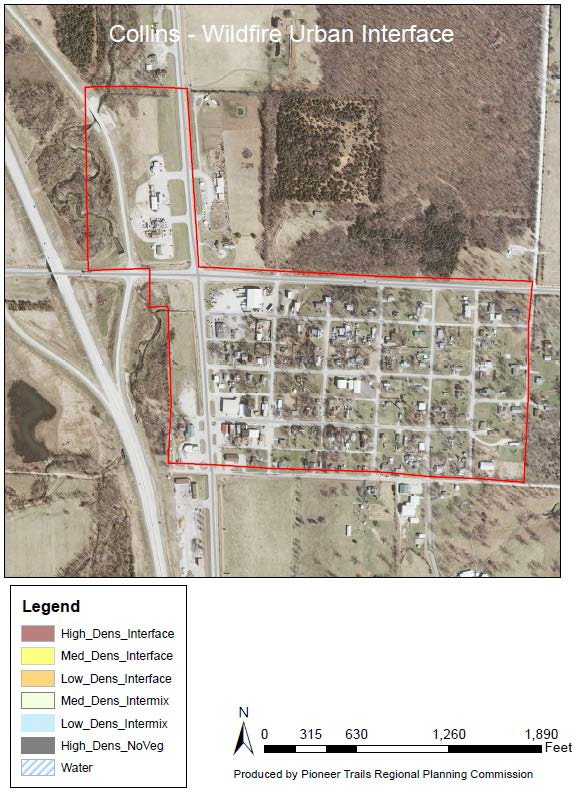 Collins - Wildfire Urban Interface
Legend
High_Dens_Interface
Med_Dens_Interface
Low_Dens_Interface
Med_Dens_Intermix
Low_Dens_Intermix
High_Dens_NoVeg
Water
N
0 315 630 1,260 1,890
Feet
Produced by Pioneer Trails Regional Planning Commission